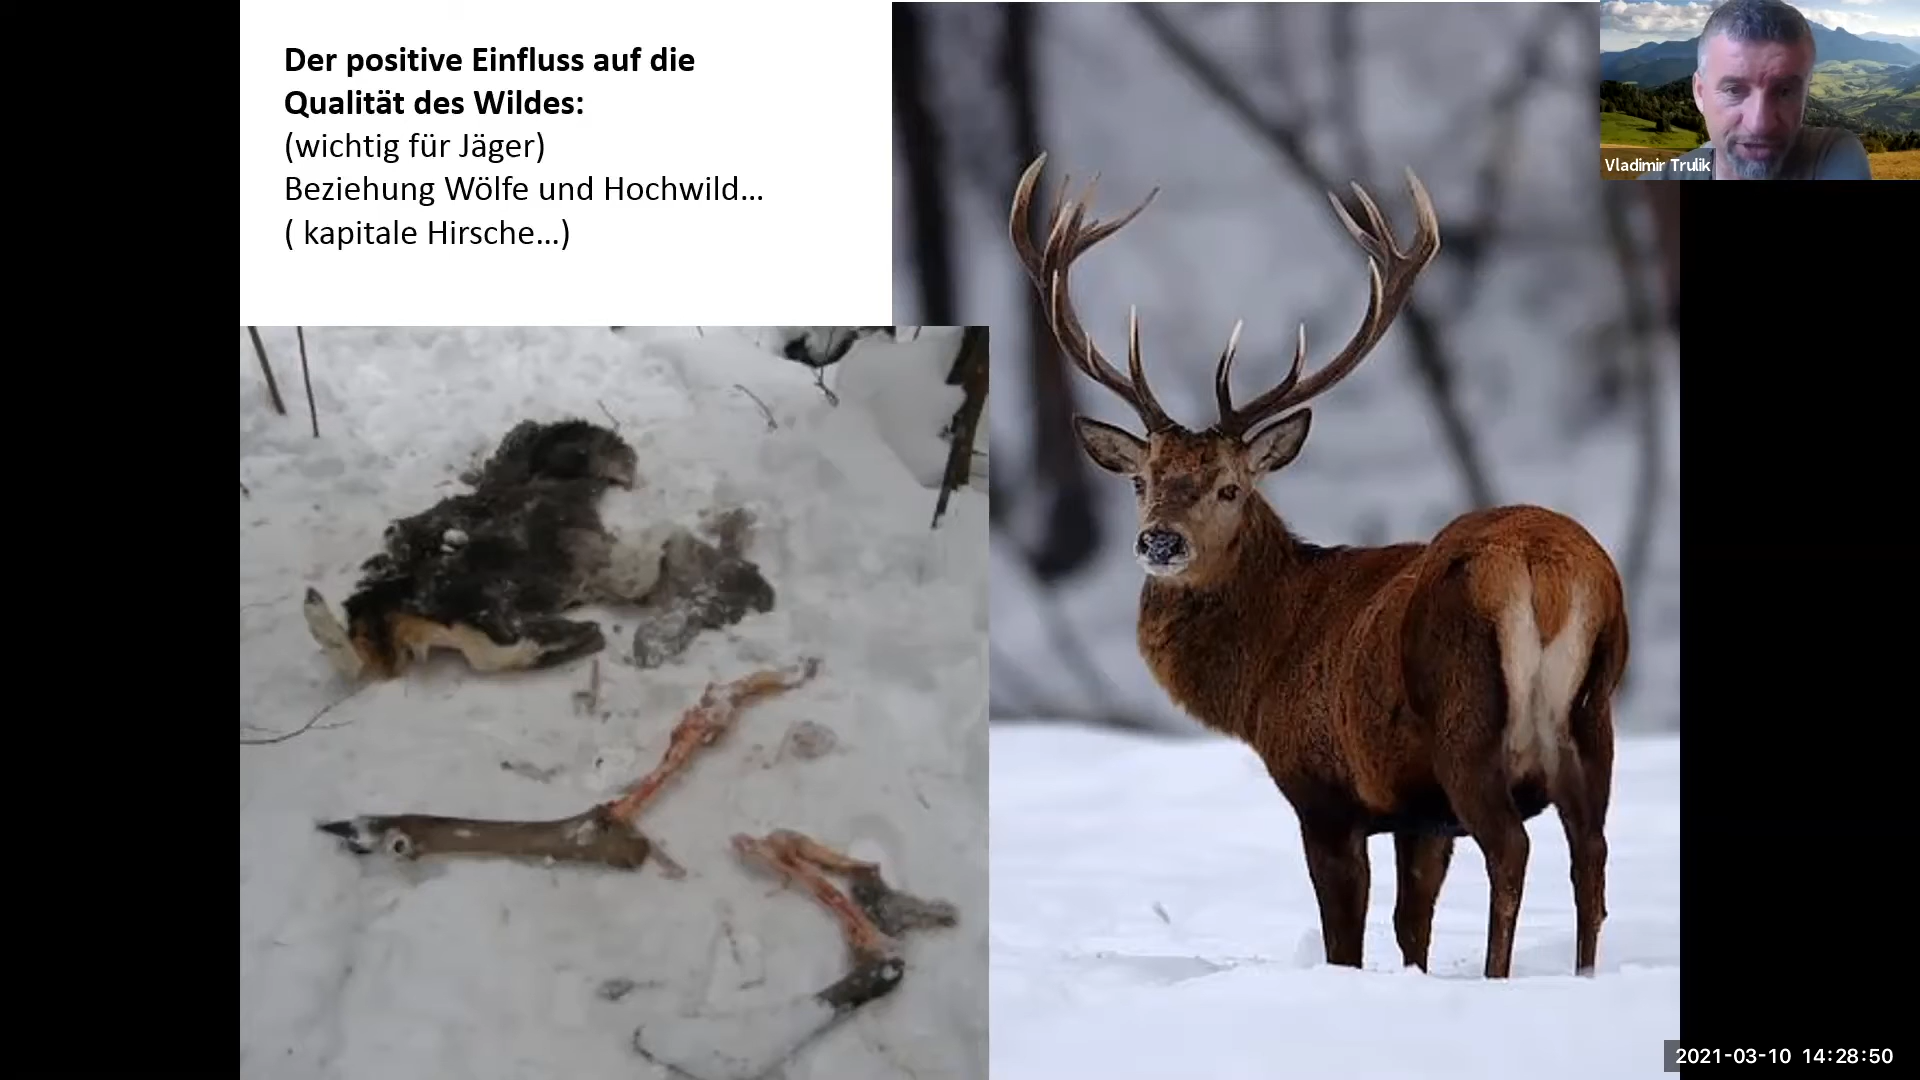 Der positive Einfluss auf die
Qualität des Wildes:
(wichtig für Jäger)
Beziehung Wölfe und Hochwild...
( kapitale Hirsche...)
Vladimir Trulik
2021-03-10 14:28:50